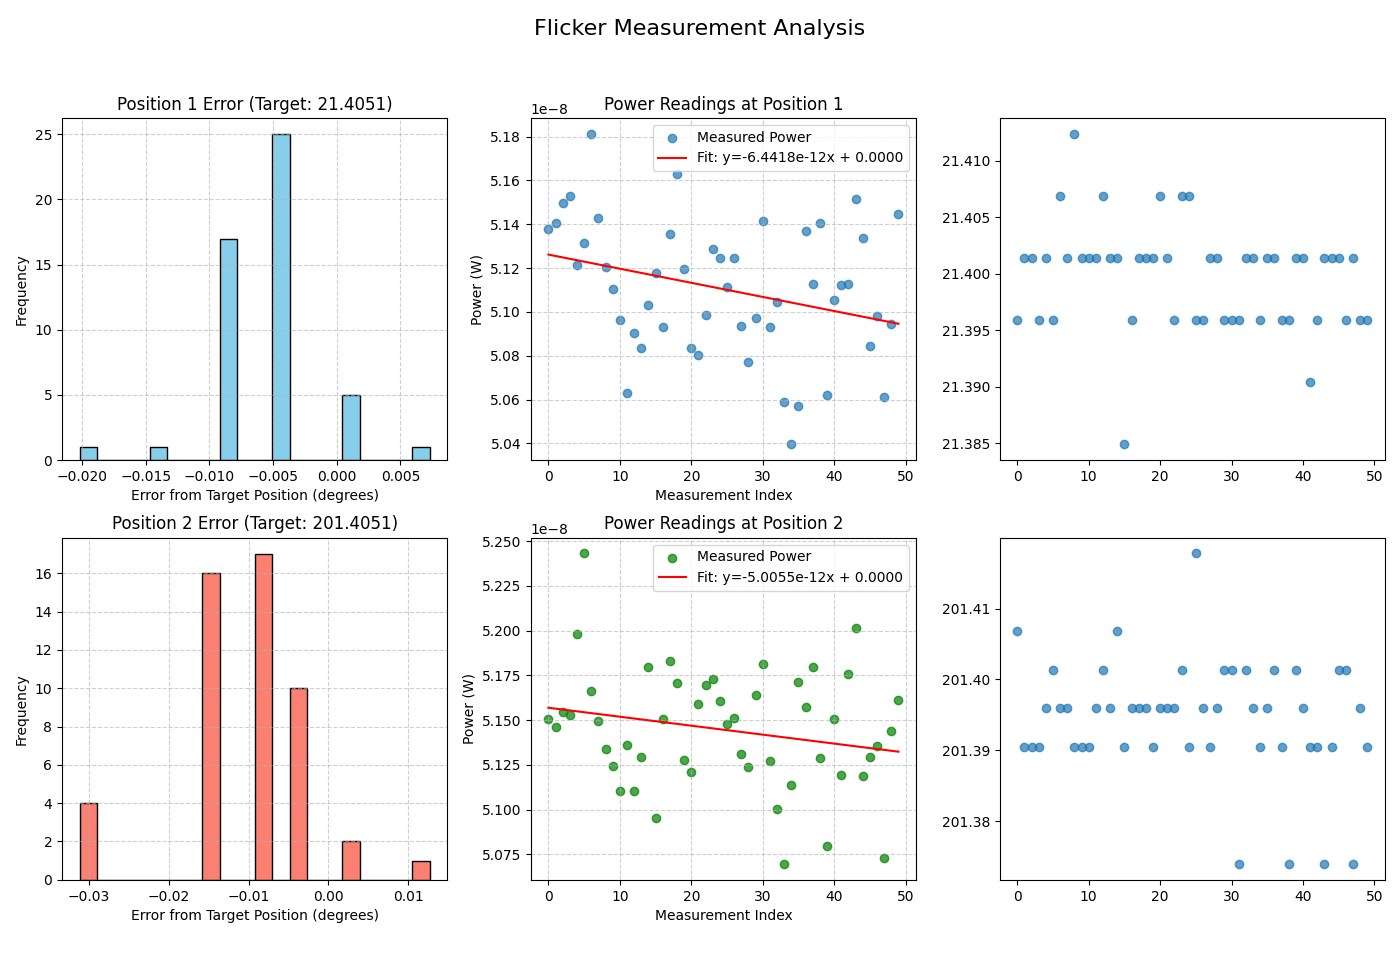 Flicker Measurement Analysis
Position 1 Error (Target: 21.4051)
Frequency
25
20
15
10
5
0
−0.020 −0.015 −0.010 −0.005 0.000 0.005
Error from Target Position (degrees)
Power Readings at Position 1
1e−8
Power (W)
5.18
5.16
5.14
5.12
5.10
5.08
5.06
5.04
Measured Power
Fit: y=-6.4418e-12x + 0.0000
0 10 20 30 40 50
Measurement Index
21.410
21.405
21.400
21.395
21.390
21.385
0 10 20 30 40 50
Position 2 Error (Target: 201.4051)
Frequency
16
14
12
10
8
6
4
2
0
−0.03 −0.02 −0.01 0.00 0.01
Error from Target Position (degrees)
Power Readings at Position 2
1e−8
Power (W)
5.250
5.225
5.200
5.175
5.150
5.125
5.100
5.075
Measured Power
Fit: y=-5.0055e-12x + 0.0000
0 10 20 30 40 50
Measurement Index
201.41
201.40
201.39
201.38
0 10 20 30 40 50